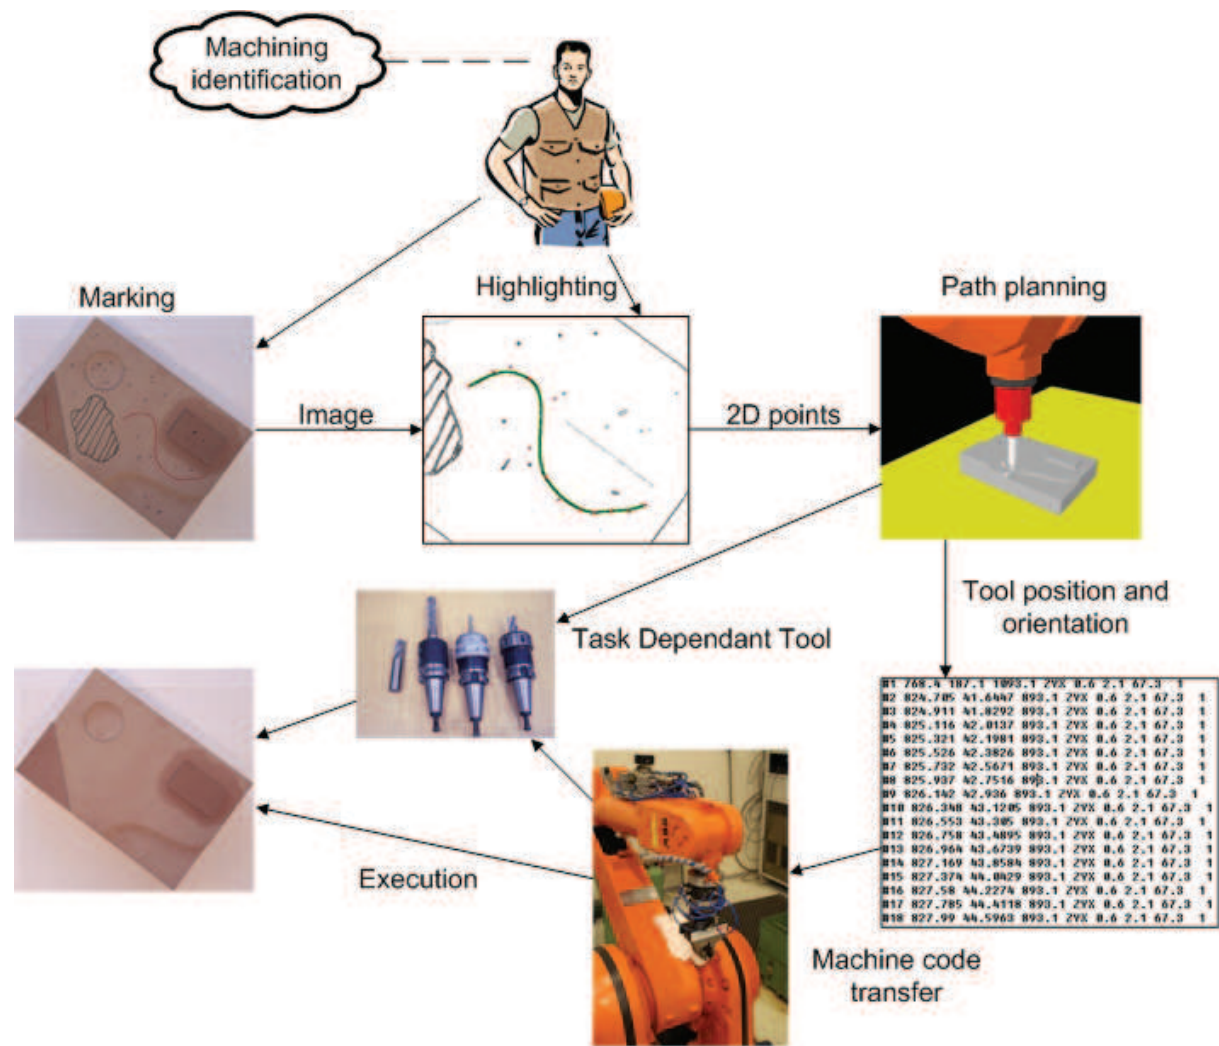 Machining
identification
Marking
Highlighting
Path planning
Image
2D points
Tool position and
orientation
Task Dependant Tool
#1 768.4 187.1 1093.1 ZYX 0.6 2.1 67.3 1
#2 824.705 41.6447 893.1 ZYX 0.6 2.1 67.3 1
#3 824.911 41.8292 893.1 ZYX 0.6 2.1 67.3 1
#4 825.116 42.0137 893.1 ZYX 0.6 2.1 67.3 1
#5 825.321 42.1981 893.1 ZYX 0.6 2.1 67.3 1
#6 825.526 42.3826 893.1 ZYX 0.6 2.1 67.3 1
#7 825.732 42.5671 893.1 ZYX 0.6 2.1 67.3 1
#8 825.937 42.7516 893.1 ZYX 0.6 2.1 67.3 1
#9 826.142 42.936 893.1 ZYX 0.6 2.1 67.3 1
#10 826.348 43.1205 893.1 ZYX 0.6 2.1 67.3 1
#11 826.553 43.305 893.1 ZYX 0.6 2.1 67.3 1
#12 826.758 43.4895 893.1 ZYX 0.6 2.1 67.3 1
#13 826.964 43.6739 893.1 ZYX 0.6 2.1 67.3 1
#14 827.169 43.8584 893.1 ZYX 0.6 2.1 67.3 1
#15 827.374 44.0429 893.1 ZYX 0.6 2.1 67.3 1
#16 827.58 44.2274 893.1 ZYX 0.6 2.1 67.3 1
#17 827.785 44.4118 893.1 ZYX 0.6 2.1 67.3 1
#18 827.99 44.5963 893.1 ZYX 0.6 2.1 67.3 1
Execution
Machine code
transfer